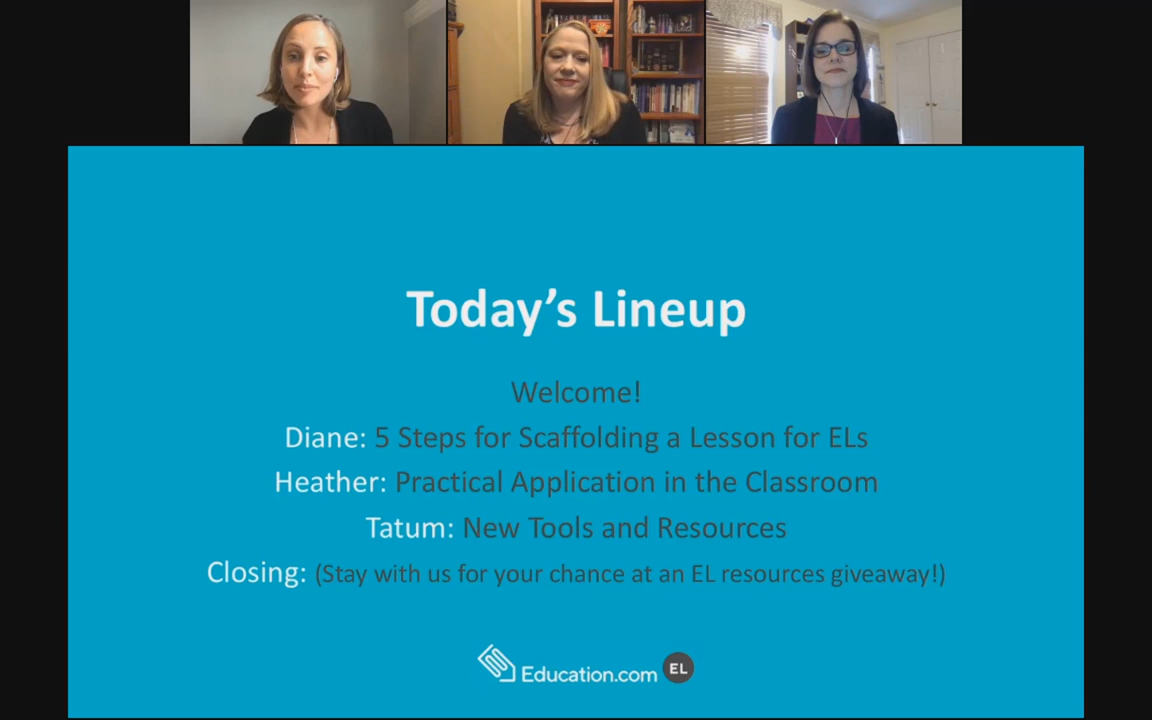 Today’s Lineup
Welcome!
Diane: 5 Steps for Scaffolding a Lesson for ELs
Heather: Practical Application in the Classroom
Tatum: New Tools and Resources
Closing: (Stay with us for your chance at an EL resources giveaway!)
Education.com EL